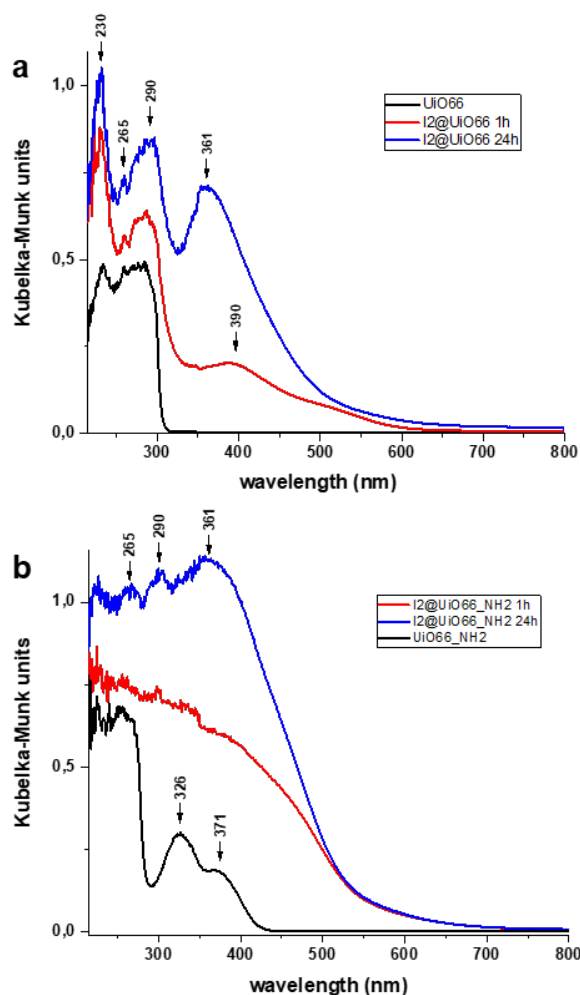 a
230
265
290
361
390
UiO66
I2@UiO66 1h
I2@UiO66 24h
Kubelka-Munk units
1,0
0,5
0,0
300 400 500 600 700 800
wavelength (nm)
b
265
290
361
326
371
I2@UiO66_NH2 1h
I2@UiO66_NH2 24h
UiO66_NH2
Kubelka-Munk units
1,0
0,5
0,0
300 400 500 600 700 800
wavelength (nm)